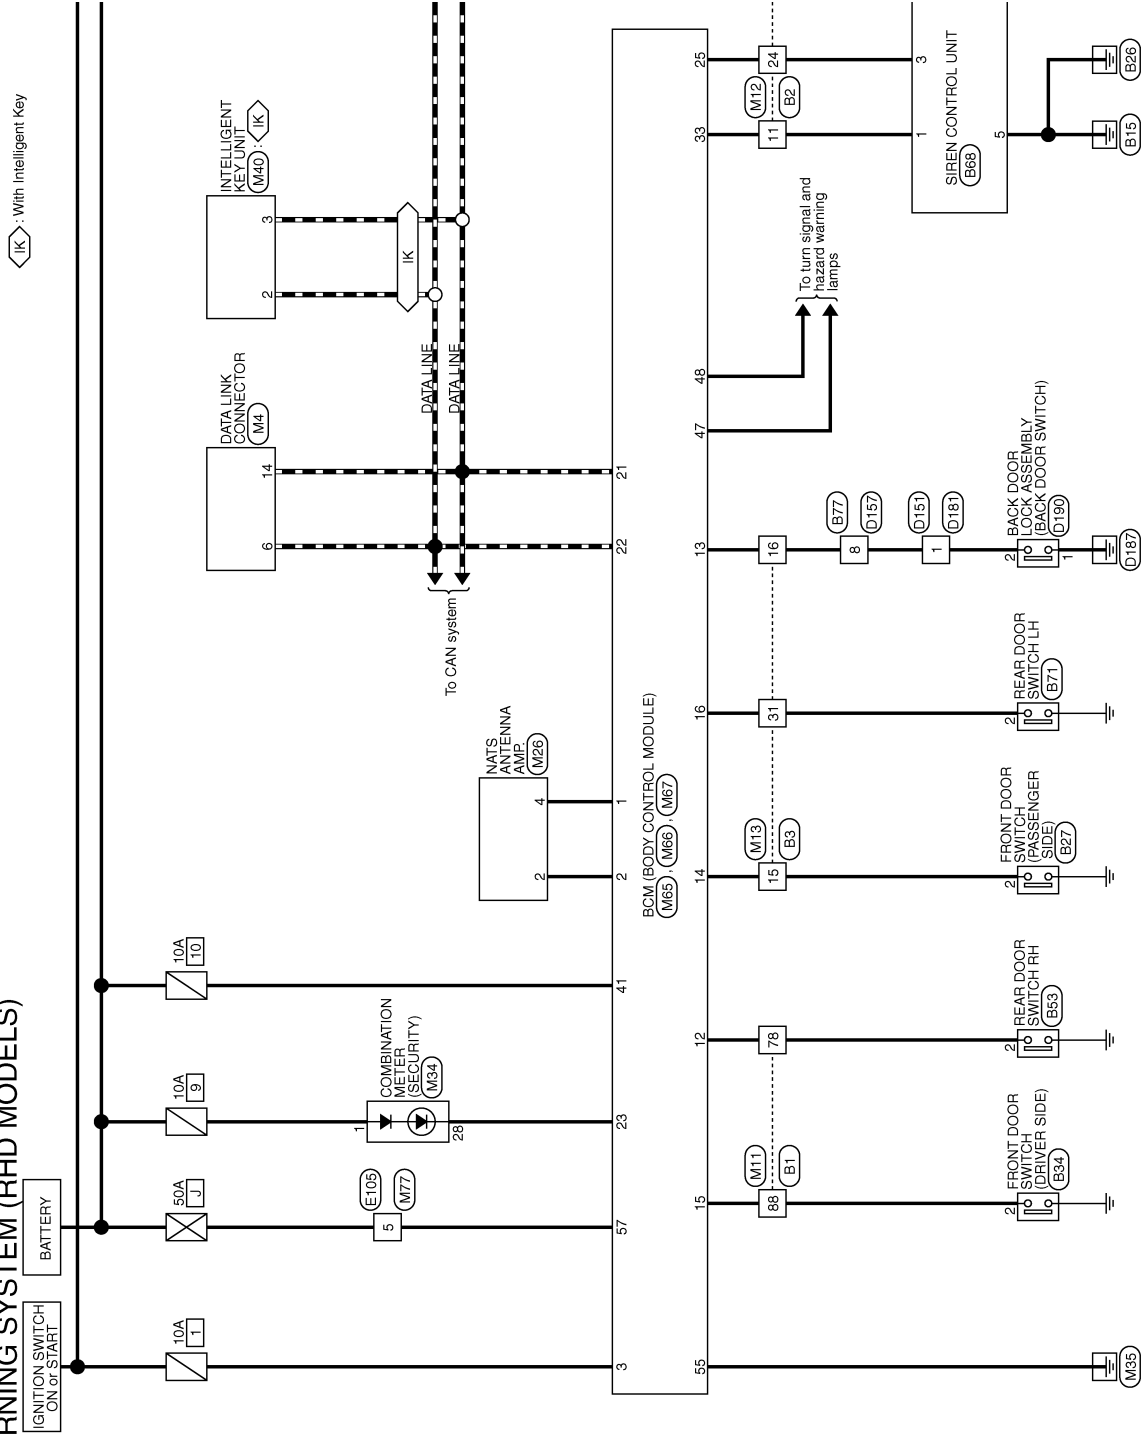 RNING SYSTEM (RHD MODELS)
IK : With Intelligent Key
IGNITION SWITCH
ON or START
BATTERY
10A
1
50A
J
10A
9
10A
10
E105
5
M77
COMBINATION
METER
(SECURITY)
M34
1
28
NATS
ANTENNA
AMP.
M26
2
4
DATA LINK
CONNECTOR
M4
6
14
INTELLIGENT
KEY UNIT
M40 : IK
2
3
IK
DATA LINE
DATA LINE
To CAN system
3
57
23
41
2
1
22
21
BCM (BODY CONTROL MODULE)
M65 , M66 , M67
55
15
12
14
16
13
47
48
33
25
To turn signal and
hazard warning
lamps
M11
88
B1
78
M13
15
B3
31
16
M12
11
B2
24
B77
8
D157
D151
1
D181
SIREN CONTROL UNIT
B68
1
3
5
FRONT DOOR
SWITCH
(DRIVER SIDE)
B34
2
REAR DOOR
SWITCH RH
B53
2
FRONT DOOR
SWITCH
(PASSENGER
SIDE)
B27
2
REAR DOOR
SWITCH LH
B71
2
BACK DOOR
LOCK ASSEMBLY
(BACK DOOR SWITCH)
D190
2
1
M35
D187
B15
B26